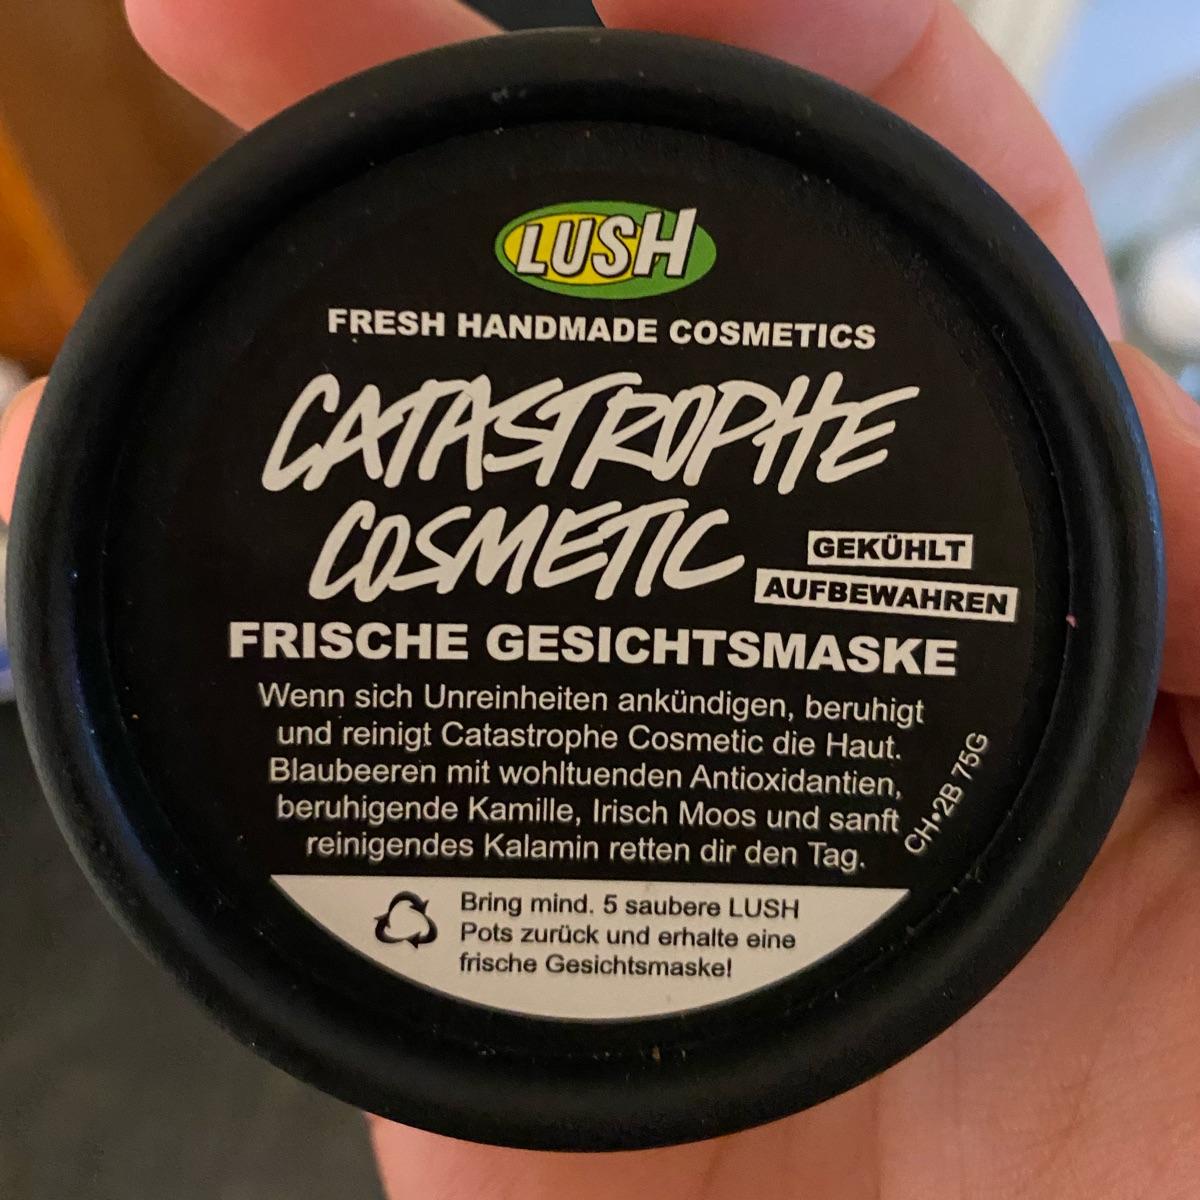 LUSH
FRESH HANDMADE COSMETICS
CATASTROPHE
COSMETIC
GEKÜHLT
AUFBEWAHREN
FRISCHE GESICHTSMASKE
Wenn sich Unreinheiten ankündigen, beruhigt
und reinigt Catastrophe Cosmetic die Haut.
Blaubeeren mit wohltuenden Antioxidantien,
beruhigende Kamille, Irisch Moos und sanft
reinigendes Kalamin retten dir den Tag.
CH•2B 75G
Bring mind. 5 saubere LUSH
Pots zurück und erhalte eine
frische Gesichtsmaske!